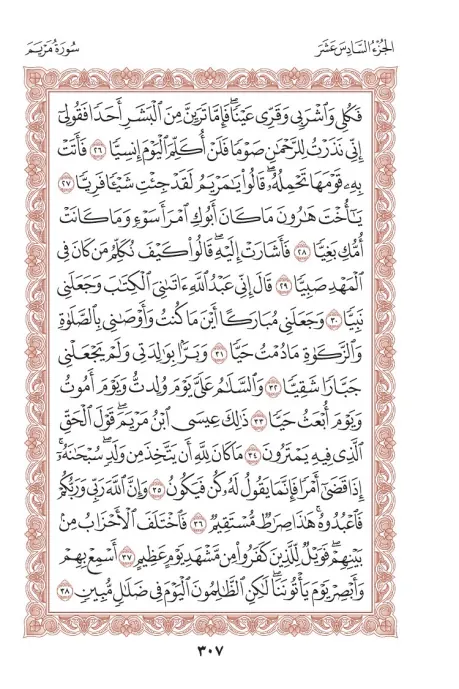 الجزء السادس عشر
سورة مريم
فَكُلِي وَٱشۡرَبِي وَقَرِّي عَيۡنٗاۖ فَإِمَّا تَرَيِنَّ مِنَ ٱلۡبَشَرِ أَحَدٗا فَقُولِيٓ
إِنِّي نَذَرۡتُ لِلرَّحۡمَٰنِ صَوۡمٗا فَلَنۡ أُكَلِّمَ ٱلۡيَوۡمَ إِنسِيّٗا ٢٦ فَأَتَتۡ
بِهِۦ قَوۡمَهَا تَحۡمِلُهُۥۖ قَالُواْ يَٰمَرۡيَمُ لَقَدۡ جِئۡتِ شَيۡـٔٗا فَرِيّٗا ٢٧
يَٰٓأُخۡتَ هَٰرُونَ مَا كَانَ أَبُوكِ ٱمۡرَأَ سَوۡءٖ وَمَا كَانَتۡ
أُمُّكِ بَغِيّٗا ٢٨ فَأَشَارَتۡ إِلَيۡهِۖ قَالُواْ كَيۡفَ نُكَلِّمُ مَن كَانَ فِي
ٱلۡمَهۡدِ صَبِيّٗا ٢٩ قَالَ إِنِّي عَبۡدُ ٱللَّهِ ءَاتَىٰنِيَ ٱلۡكِتَٰبَ وَجَعَلَنِي
نَبِيّٗا ٣٠ وَجَعَلَنِي مُبَارَكًا أَيۡنَ مَا كُنتُ وَأَوۡصَٰنِي بِٱلصَّلَوٰةِ
وَٱلزَّكَوٰةِ مَا دُمۡتُ حَيّٗا ٣١ وَبَرَّۢا بِوَٰلِدَتِي وَلَمۡ يَجۡعَلۡنِي
جَبَّارٗا شَقِيّٗا ٣٢ وَٱلسَّلَٰمُ عَلَيَّ يَوۡمَ وُلِدتُّ وَيَوۡمَ أَمُوتُ
وَيَوۡمَ أُبۡعَثُ حَيّٗا ٣٣ ذَٰلِكَ عِيسَى ٱبۡنُ مَرۡيَمَۖ قَوۡلَ ٱلۡحَقِّ
ٱلَّذِي فِيهِ يَمۡتَرُونَ ٣٤ مَا كَانَ لِلَّهِ أَن يَتَّخِذَ مِن وَلَدٖۖ سُبۡحَٰنَهُۥٓۚ
إِذَا قَضَىٰٓ أَمۡرٗا فَإِنَّمَا يَقُولُ لَهُۥ كُن فَيَكُونُ ٣٥ وَإِنَّ ٱللَّهَ رَبِّي وَرَبُّكُمۡ
فَٱعۡبُدُوهُۚ هَٰذَا صِرَٰطٞ مُّسۡتَقِيمٞ ٣٦ فَٱخۡتَلَفَ ٱلۡأَحۡزَابُ مِنۢ
بَيۡنِهِمۡۖ فَوَيۡلٞ لِّلَّذِينَ كَفَرُواْ مِن مَّشۡهَدِ يَوۡمٍ عَظِيمٍ ٣٧ أَسۡمِعۡ بِهِمۡ
وَأَبۡصِرۡ يَوۡمَ يَأۡتُونَنَا لَٰكِنِ ٱلظَّٰلِمُونَ ٱلۡيَوۡمَ فِي ضَلَٰلٖ مُّبِينٖ ٣٨
٣٠٧